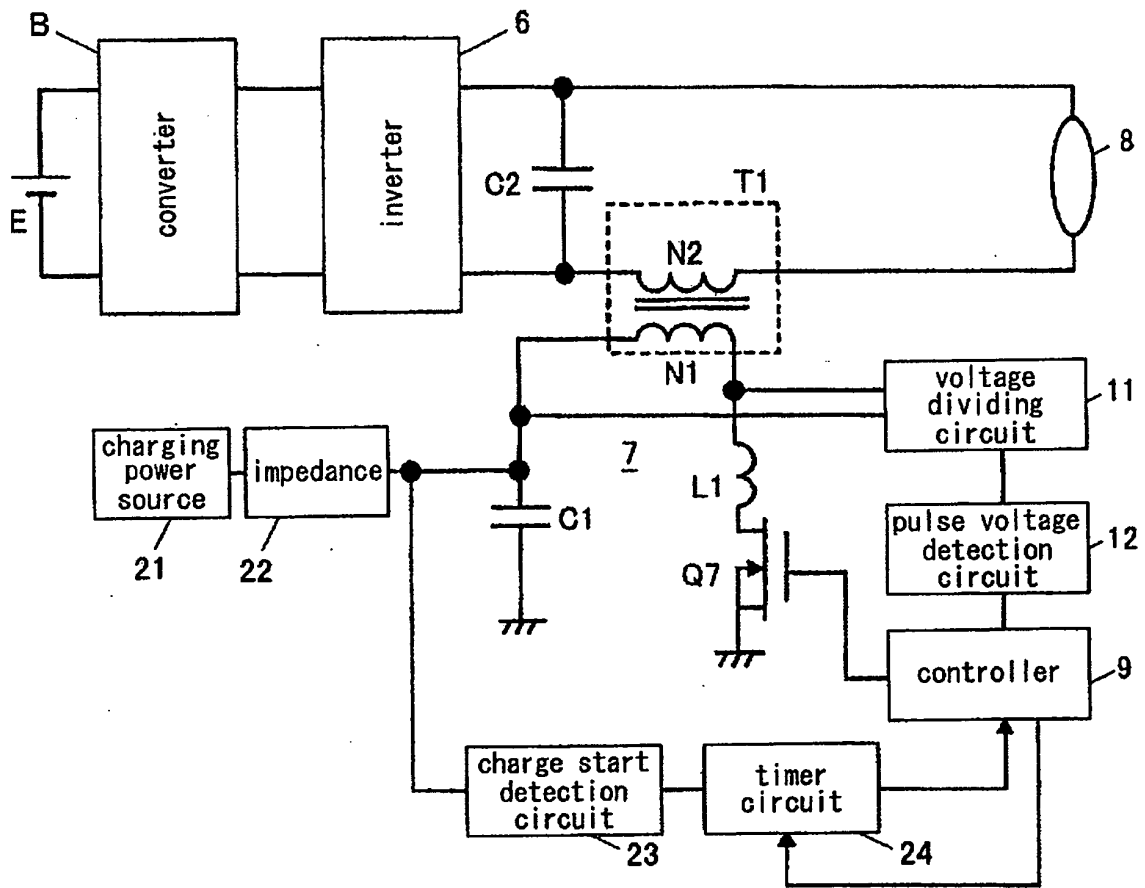 B
6
converter
inverter
E
C2
T1
N2
N1
8
voltage
dividing
circuit
11
charging
power
source
21
impedance
22
C1
7
L1
Q7
pulse voltage
detection
circuit
12
controller
9
charge start
detection
circuit
23
timer
circuit
24